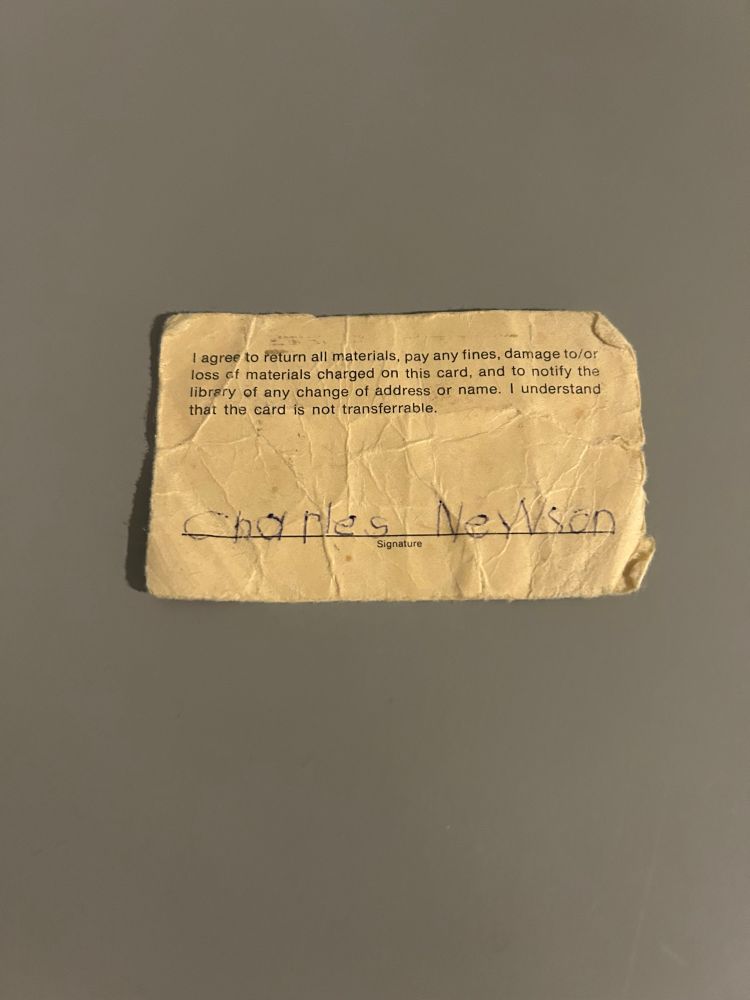 I agree to return all materials, pay any fines, damage to/or
loss of materials charged on this card, and to notify the
library of any change of address or name. I understand
that the card is not transferrable.
Charles Newson
Signature